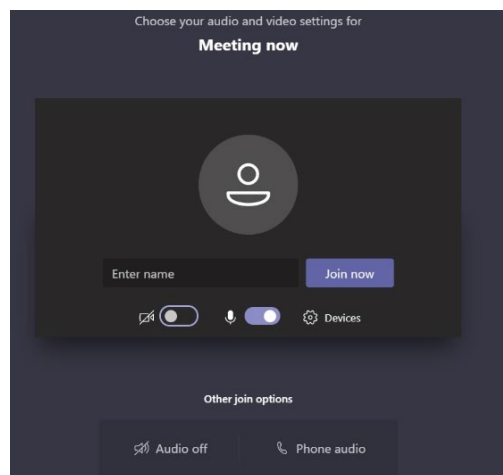 Choose your audio and video settings for
Meeting now
Enter name
Join now
Devices
Other join options
Audio off
Phone audio